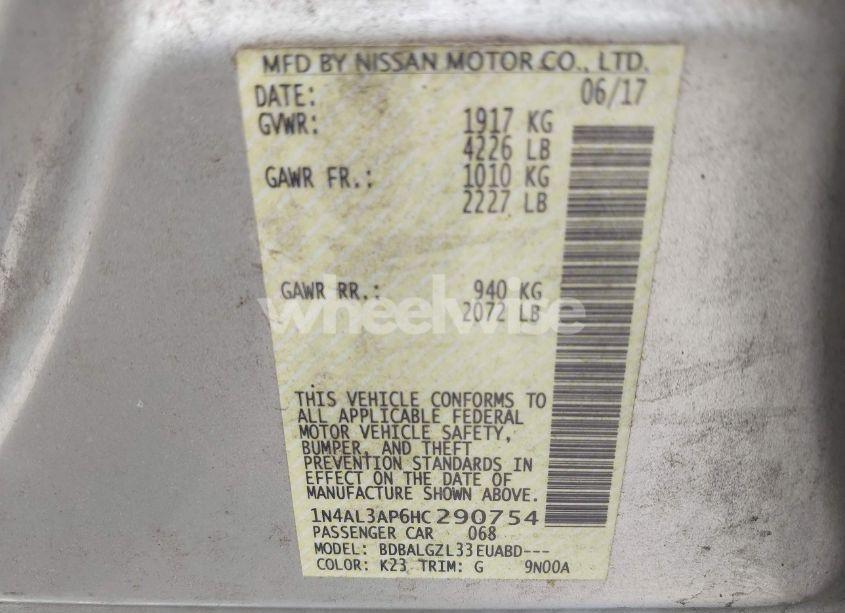 MFD BY NISSAN MOTOR CO., LTD.
DATE: 06/17
GVWR: 1917 KG
4226 LB
GAWR FR.: 1010 KG
2227 LB
GAWR RR.: 940 KG
2072 LB
wheelwise
THIS VEHICLE CONFORMS TO
ALL APPLICABLE FEDERAL
MOTOR VEHICLE SAFETY,
BUMPER, AND THEFT
PREVENTION STANDARDS IN
EFFECT ON THE DATE OF
MANUFACTURE SHOWN ABOVE.
1N4AL3AP6HC290754
PASSENGER CAR 068
MODEL: BDBALGZL33EUABD---
COLOR: K23 TRIM: G 9N00A